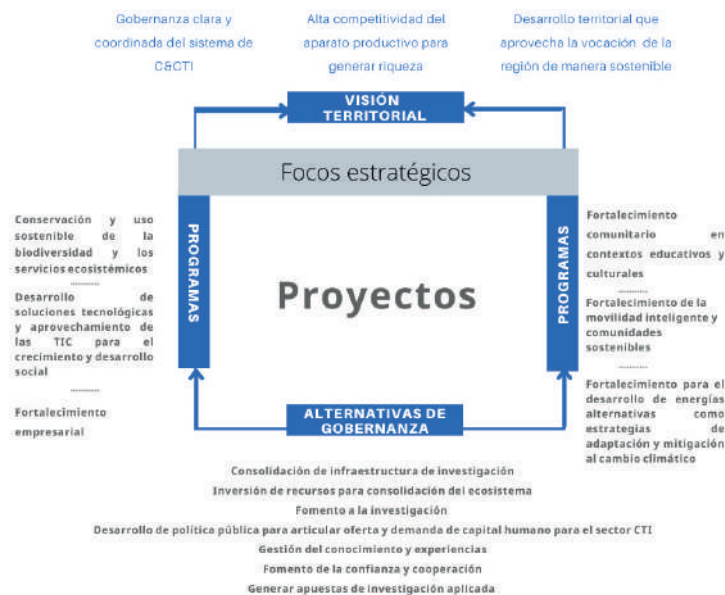 Gobernanza clara y
coordinada del sistema de
C&CTI
Alta competitividad del
aparato productivo para
generar riqueza
Desarrollo territorial que
aprovecha la vocación de la
región de manera sostenible
VISIÓN
TERRITORIAL
Focos estratégicos
PROGRAMAS
Conservación y uso
sostenible de la
biodiversidad y los
servicios ecosistémicos
Desarrollo de
soluciones tecnológicas
y aprovechamiento de
las TIC para el
crecimiento y desarrollo
social
Fortalecimiento
empresarial
Proyectos
PROGRAMAS
Fortalecimiento
comunitario en
contextos educativos y
culturales
Fortalecimiento de la
movilidad inteligente y
comunidades
sostenibles
Fortalecimiento para el
desarrollo de energías
alternativas como
estrategias de
adaptación y mitigación
al cambio climático
ALTERNATIVAS DE
GOBERNANZA
Consolidación de infraestructura de investigación
Inversión de recursos para consolidación del ecosistema
Fomento a la investigación
Desarrollo de política pública para articular oferta y demanda de capital humano para el sector CTI
Gestión del conocimiento y experiencias
Fomento de la confianza y cooperación
Generar apuestas de investigación aplicada